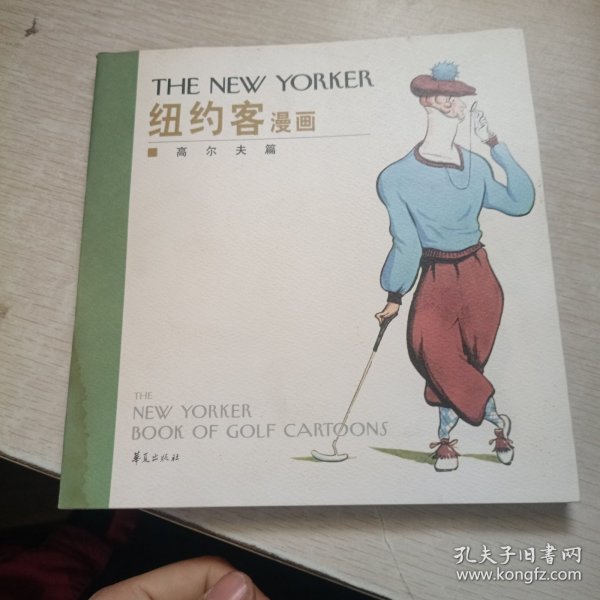 THE NEW YORKER
纽约客漫画
高尔夫篇
THE
NEW YORKER
BOOK OF GOLF CARTOONS
华夏出版社
孔夫子旧书网
www.kongfz.com